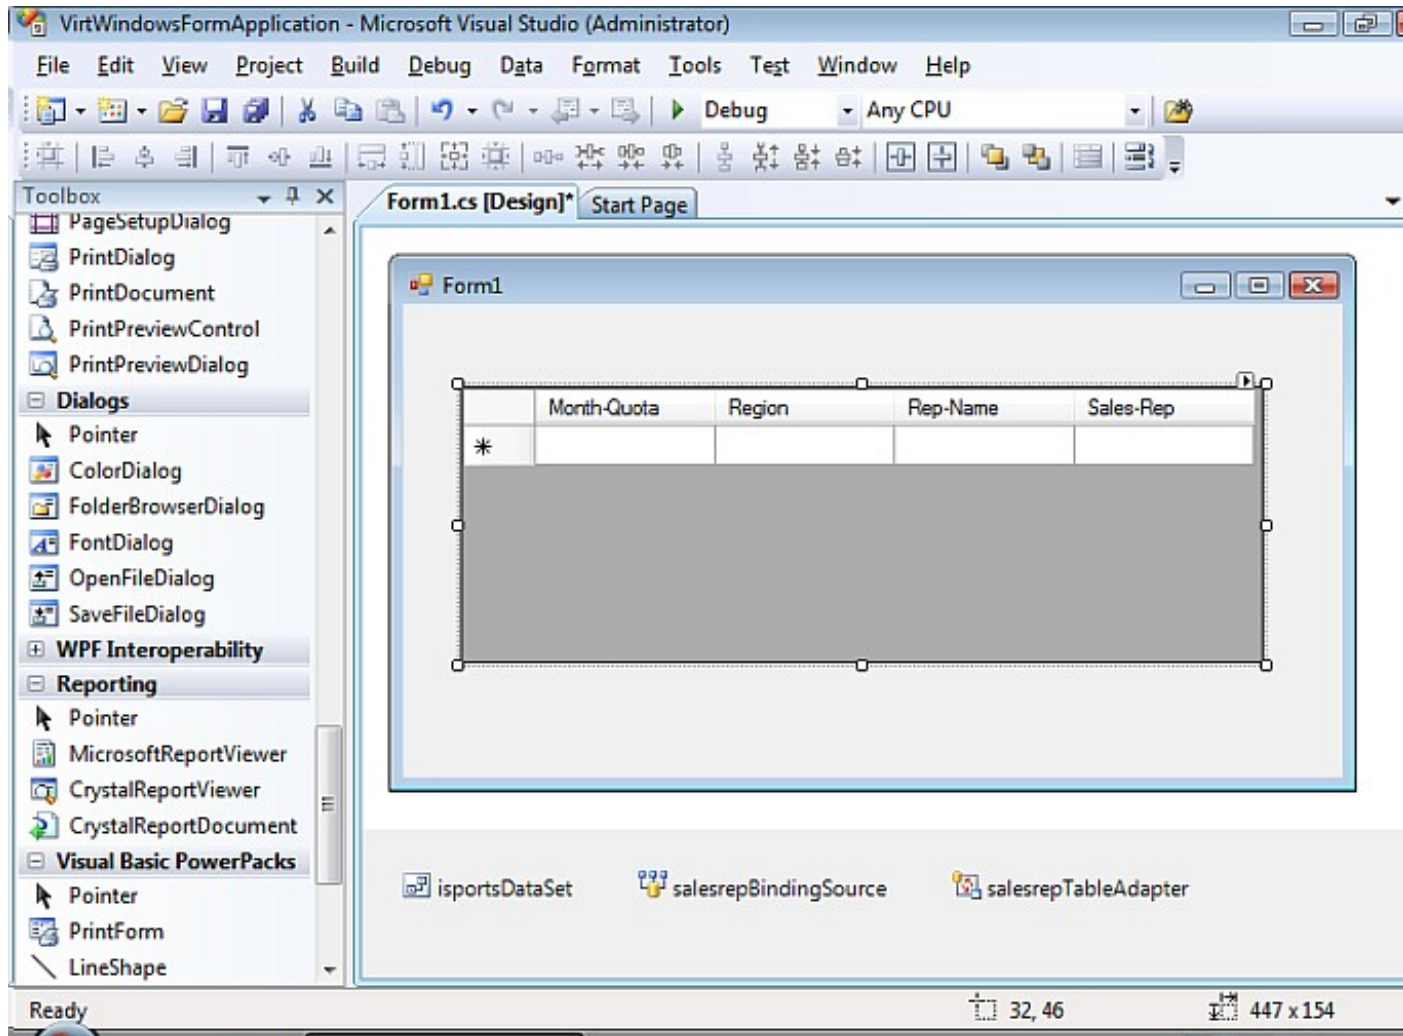 VirtWindowsFormApplication - Microsoft Visual Studio (Administrator)
File Edit View Project Build Debug Data Format Tools Test Window Help
Debug Any CPU
Toolbox
Form1.cs [Design]* Start Page
PageSetupDialog
PrintDialog
PrintDocument
PrintPreviewControl
PrintPreviewDialog
Dialogs
Pointer
ColorDialog
FolderBrowserDialog
FontDialog
OpenFileDialog
SaveFileDialog
WPF Interoperability
Reporting
Pointer
MicrosoftReportViewer
CrystalReportViewer
CrystalReportDocument
Visual Basic PowerPacks
Pointer
PrintForm
LineShape
Form1
Month-Quota Region Rep-Name Sales-Rep
isportsDataSet salesrepBindingSource salesrepTableAdapter
Ready 32, 46 447 x 154